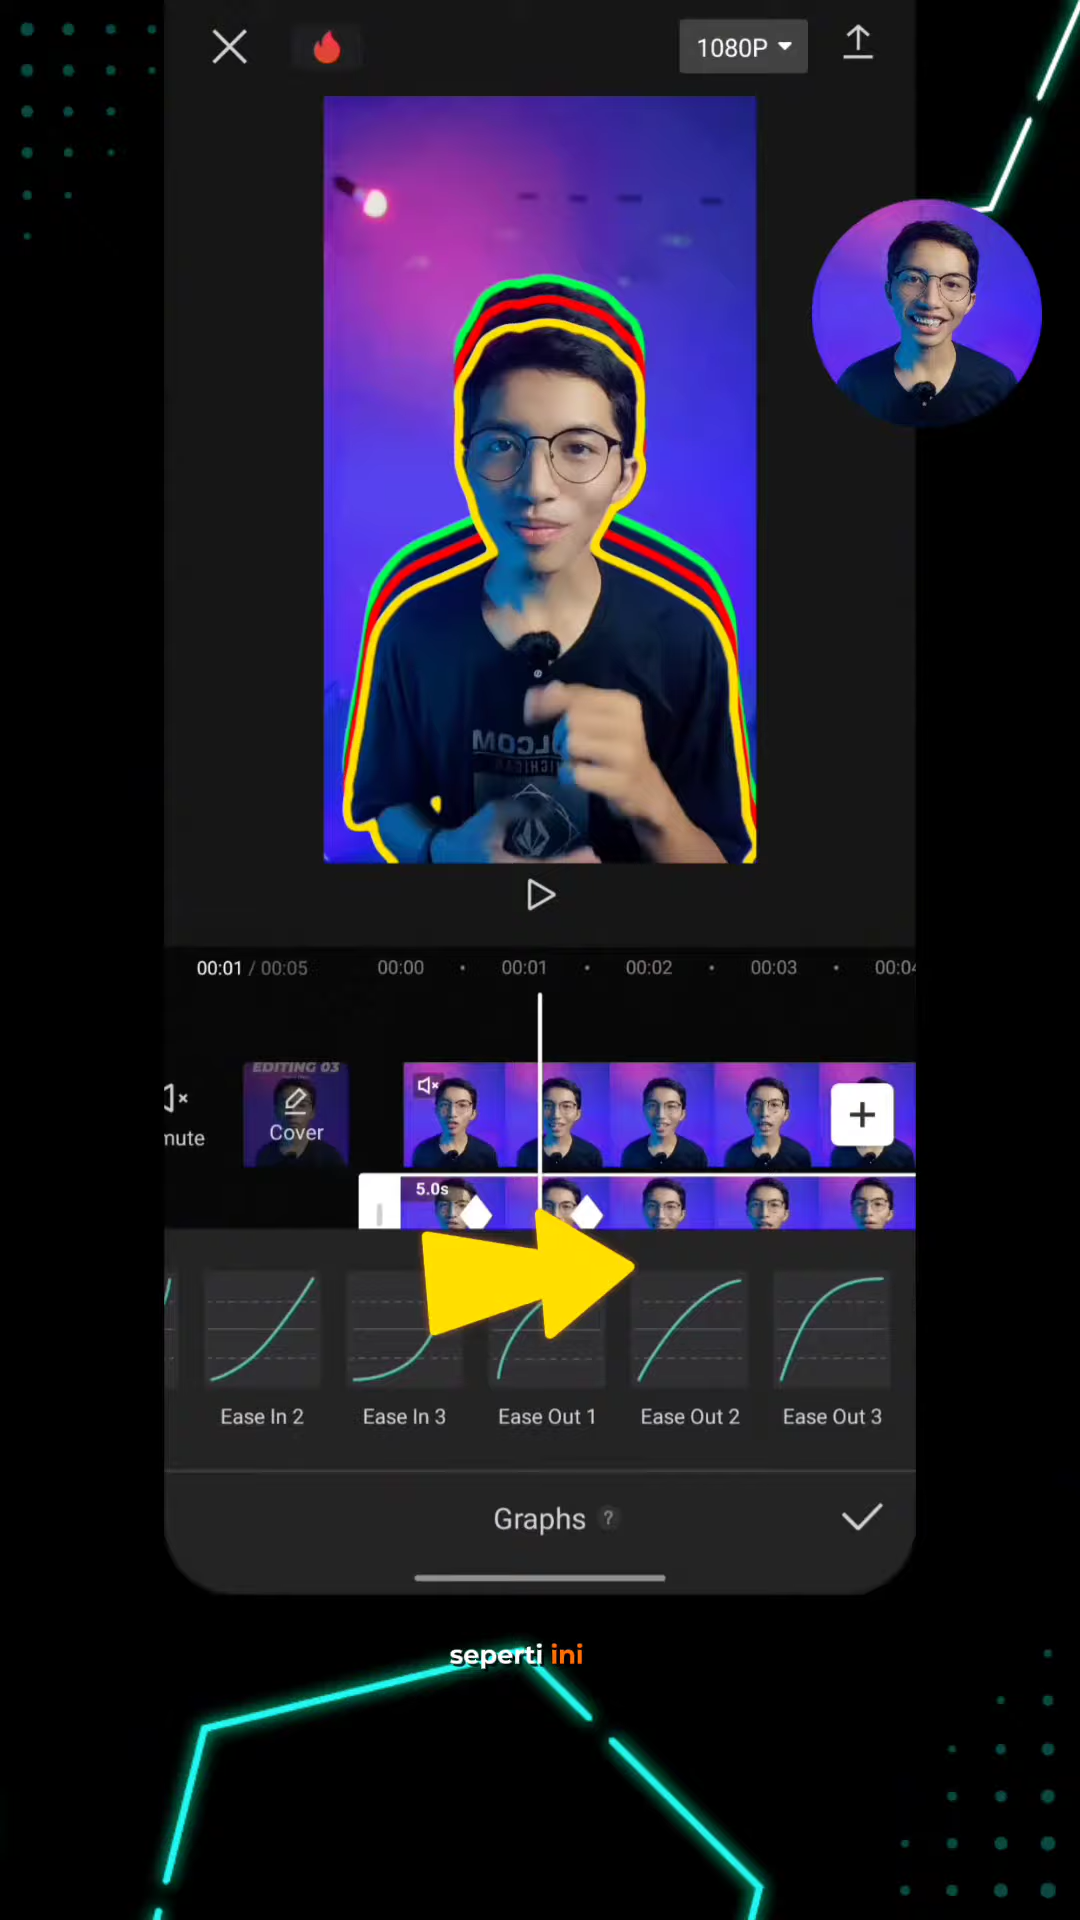 1080P
00:01 / 00:05
00:00
00:01
00:02
00:03
EDITING 03
Cover
5.0s
Ease In 2
Ease In 3
Ease Out 1
Ease Out 2
Ease Out 3
Graphs ?
seperti ini